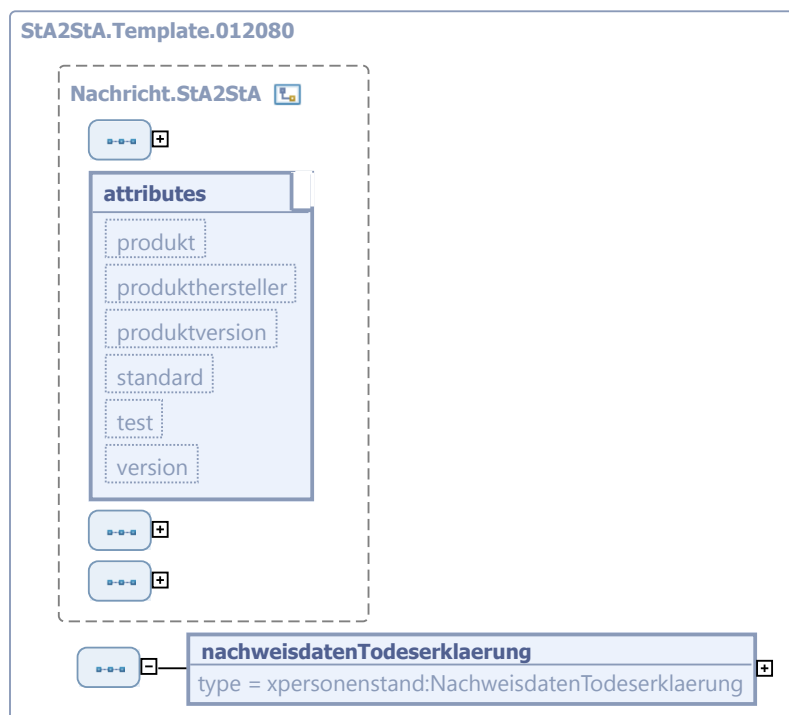 StA2StA.Template.012080
Nachricht.StA2StA
attributes
produkt
produkthersteller
produktversion
standard
test
version
nachweisdatenTodeserklaerung
type = xpersonenstand:NachweisdatenTodeserklaerung